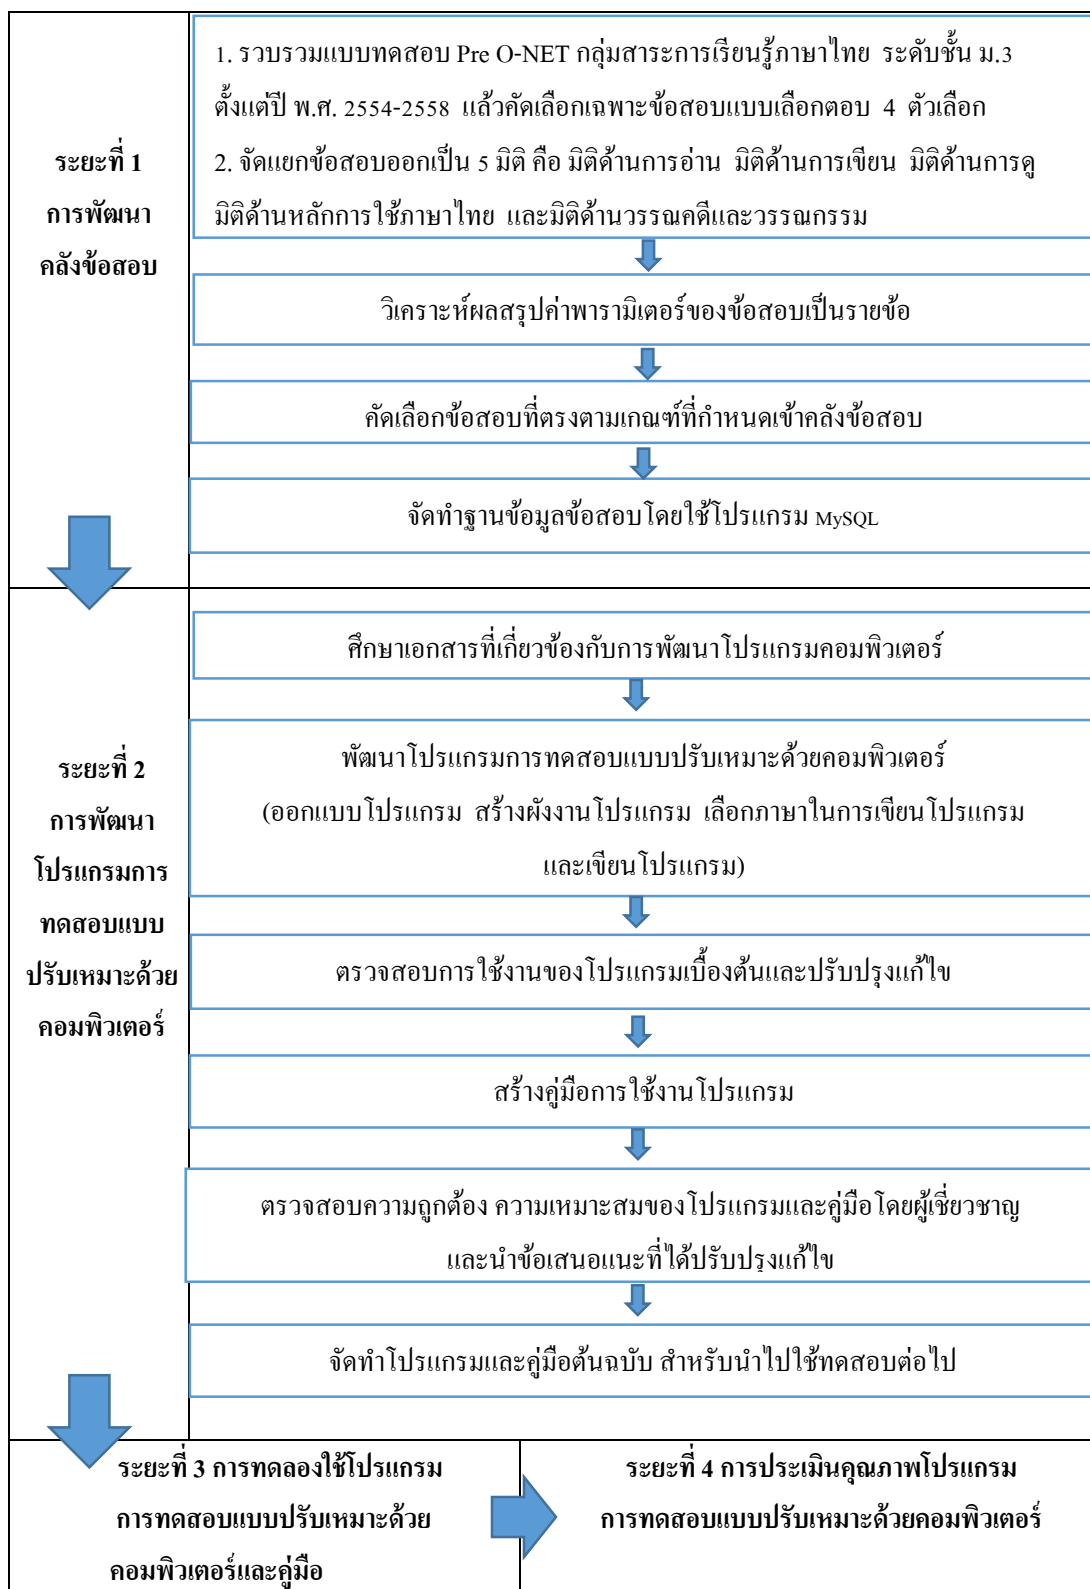 ระยะที่ 1
การพัฒนา
คลังข้อสอบ
1. รวบรวมแบบทดสอบ Pre O-NET กลุ่มสาระการเรียนรู้ภาษาไทย ระดับชั้น ม.3
ตั้งแต่ปี พ.ศ. 2554-2558 แล้วคัดเลือกเฉพาะข้อสอบแบบเลือกตอบ 4 ตัวเลือก
2. จัดแยกข้อสอบออกเป็น 5 มิติ คือ มิติด้านการอ่าน มิติด้านการเขียน มิติด้านการดู
มิติด้านหลักการใช้ภาษาไทย และมิติด้านวรรณคดีและวรรณกรรม
วิเคราะห์ผลสรุปค่าพารามิเตอร์ของข้อสอบเป็นรายข้อ
คัดเลือกข้อสอบที่ตรงตามเกณฑ์ที่กำหนดเข้าคลังข้อสอบ
จัดทำฐานข้อมูลข้อสอบโดยใช้โปรแกรม MySQL
ระยะที่ 2
การพัฒนา
โปรแกรมการ
ทดสอบแบบ
ปรับเหมาะด้วย
คอมพิวเตอร์
ศึกษาเอกสารที่เกี่ยวข้องกับการพัฒนาโปรแกรมคอมพิวเตอร์
พัฒนาโปรแกรมการทดสอบแบบปรับเหมาะด้วยคอมพิวเตอร์
(ออกแบบโปรแกรม สร้างผังงานโปรแกรม เลือกภาษาในการเขียนโปรแกรม
และเขียนโปรแกรม)
ตรวจสอบการใช้งานของโปรแกรมเบื้องต้นและปรับปรุงแก้ไข
สร้างคู่มือการใช้งานโปรแกรม
ตรวจสอบความถูกต้อง ความเหมาะสมของโปรแกรมและคู่มือโดยผู้เชี่ยวชาญ
และนำข้อเสนอแนะที่ได้ปรับปรุงแก้ไข
จัดทำโปรแกรมและคู่มือต้นฉบับ สำหรับนำไปใช้ทดสอบต่อไป
ระยะที่ 3 การทดลองใช้โปรแกรม
การทดสอบแบบปรับเหมาะด้วย
คอมพิวเตอร์และคู่มือ
ระยะที่ 4 การประเมินคุณภาพโปรแกรม
การทดสอบแบบปรับเหมาะด้วยคอมพิวเตอร์